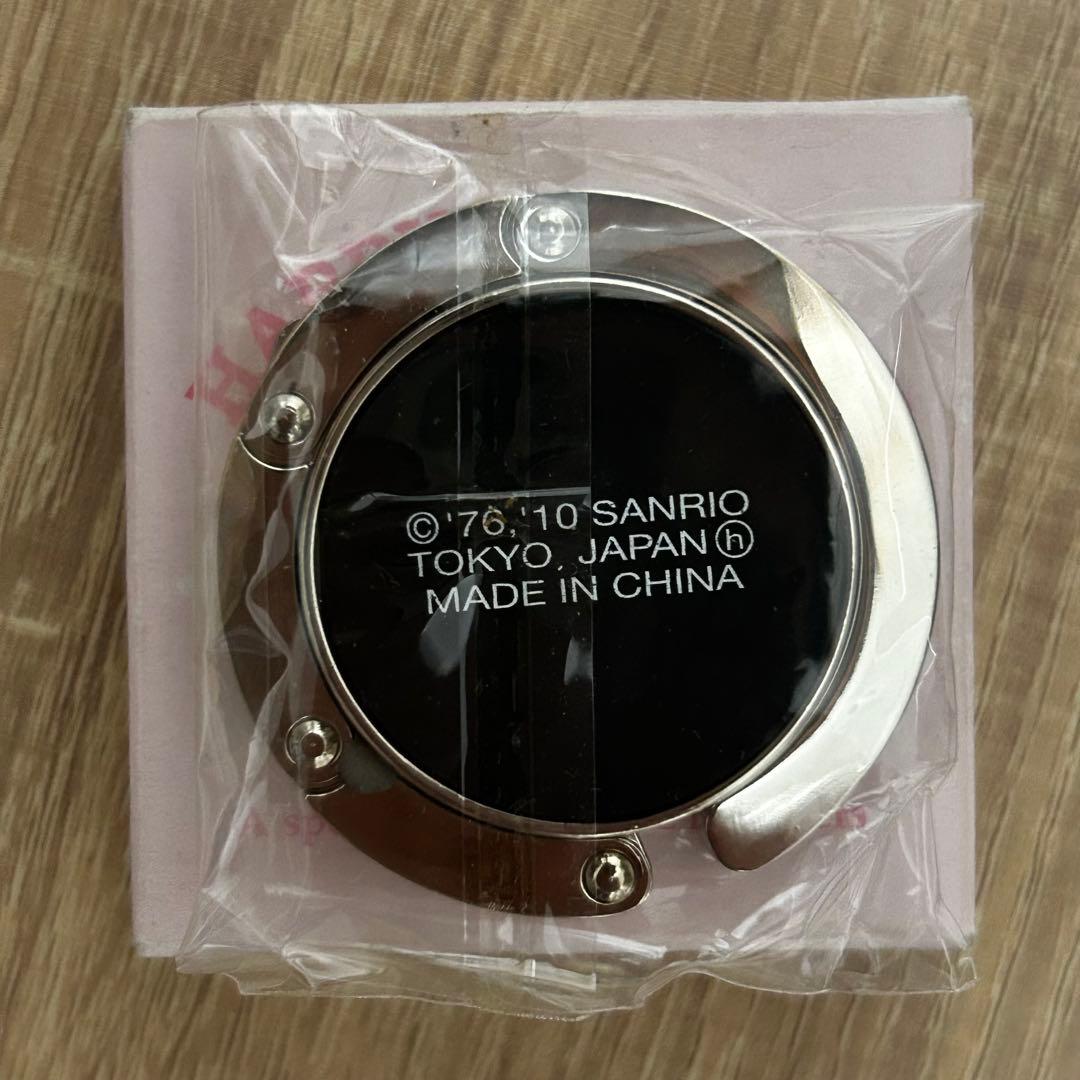 © '76, '10 SANRIO
TOKYO, JAPAN ⓗ
MADE IN CHINA